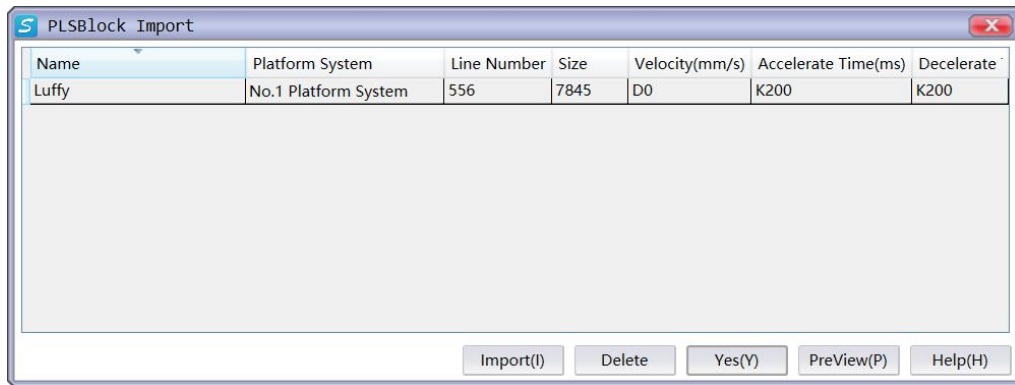 PLSBlock Import
Name Platform System Line Number Size Velocity(mm/s) Accelerate Time(ms) Decelerate
Luffy No.1 Platform System 556 7845 D0 K200 K200
Import(I) Delete Yes(Y) PreView(P) Help(H)